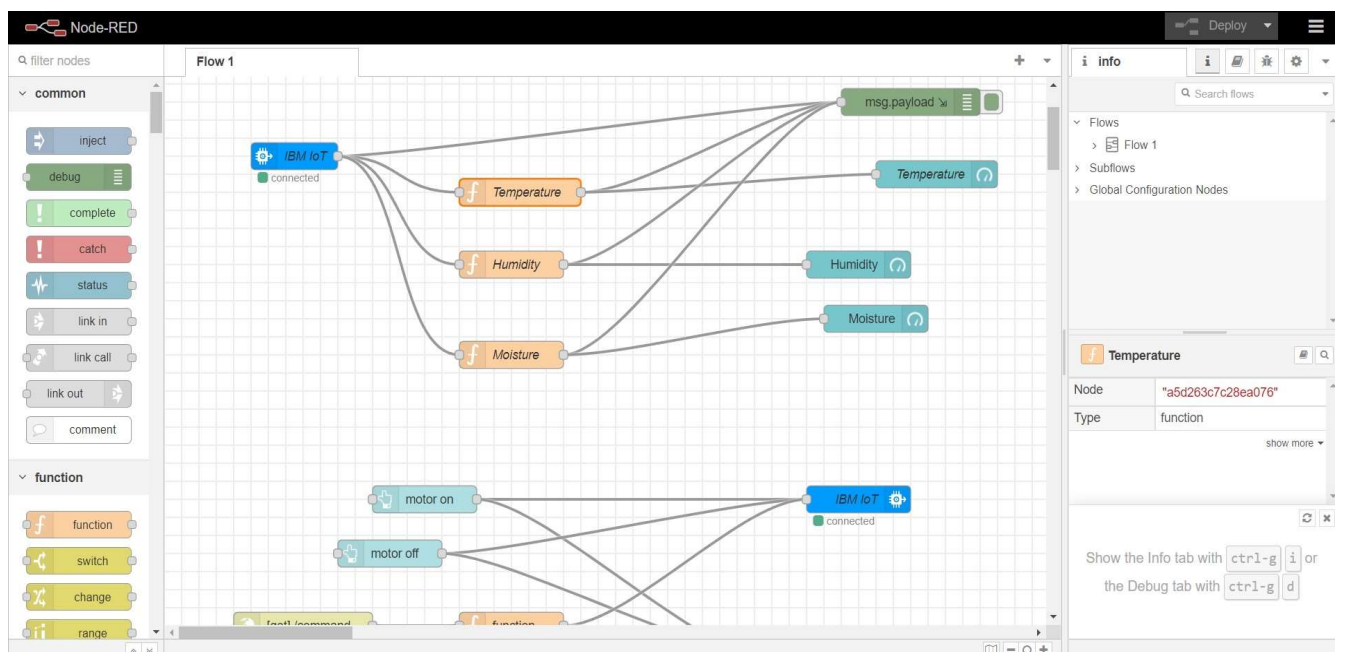 Node-RED
Deploy
filter nodes
Flow 1
i info
i
Search flows
common
inject
debug
complete
catch
status
link in
link call
link out
comment
function
function
switch
change
range
IBM IoT
connected
msg.payload
Temperature
Temperature
Humidity
Humidity
Moisture
Moisture
motor on
motor off
IBM IoT
connected
[get] /command
function
Flows
Flow 1
Subflows
Global Configuration Nodes
Temperature
Node "a5d263c7c28ea076"
Type function
show more
Show the Info tab with ctrl-g i or
the Debug tab with ctrl-g d